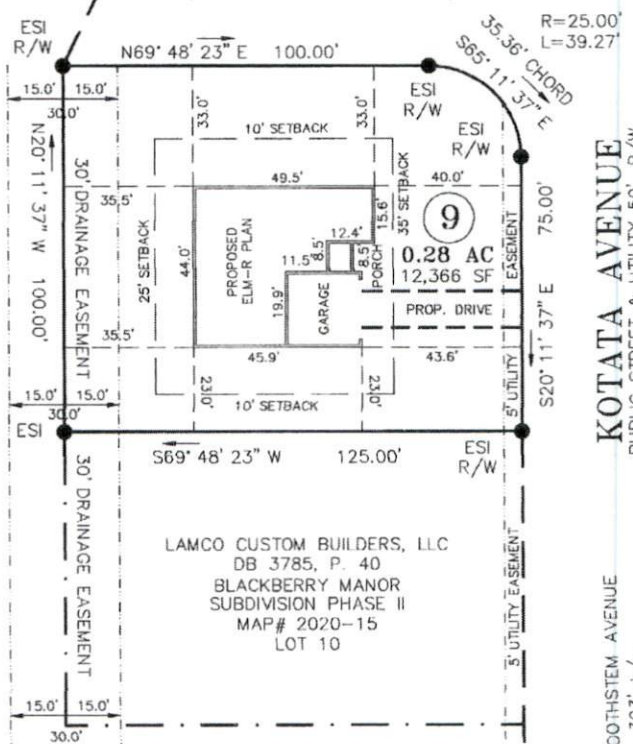 ESI
R/W
N69° 48' 23" E 100.00'
ESI
R/W
35.36' CHORD
S65° 11' 37" E
R=25.00'
L=39.27'
15.0' 15.0'
30.0'
N20° 11' 37" W 100.00'
30' DRAINAGE EASEMENT
33.0'
33.0'
10' SETBACK
ESI
R/W
35.5'
49.5'
40.0'
25' SETBACK
44.0'
PROPOSED
ELM-R PLAN
15.6'
35' SETBACK
9
0.28 AC
12,366 SF
12.4'
8.5'
8.5'
PORCH
11.5'
19.9'
GARAGE
PROP. DRIVE
5' UTILITY EASEMENT
S20° 11' 37" E 75.00'
KOTATA AVENUE
PUBLIC STREET & UTILITY 50' R/W
35.5'
45.9'
43.6'
23.0'
23.0'
10' SETBACK
15.0' 15.0'
30.0'
ESI
S69° 48' 23" W 125.00'
ESI
R/W
30' DRAINAGE EASEMENT
LAMCO CUSTOM BUILDERS, LLC
DB 3785, P. 40
BLACKBERRY MANOR
SUBDIVISION PHASE II
MAP# 2020-15
LOT 10
5' UTILITY EASEMENT
OOTHSTEM AVENUE
15.0' 15.0'
30.0'